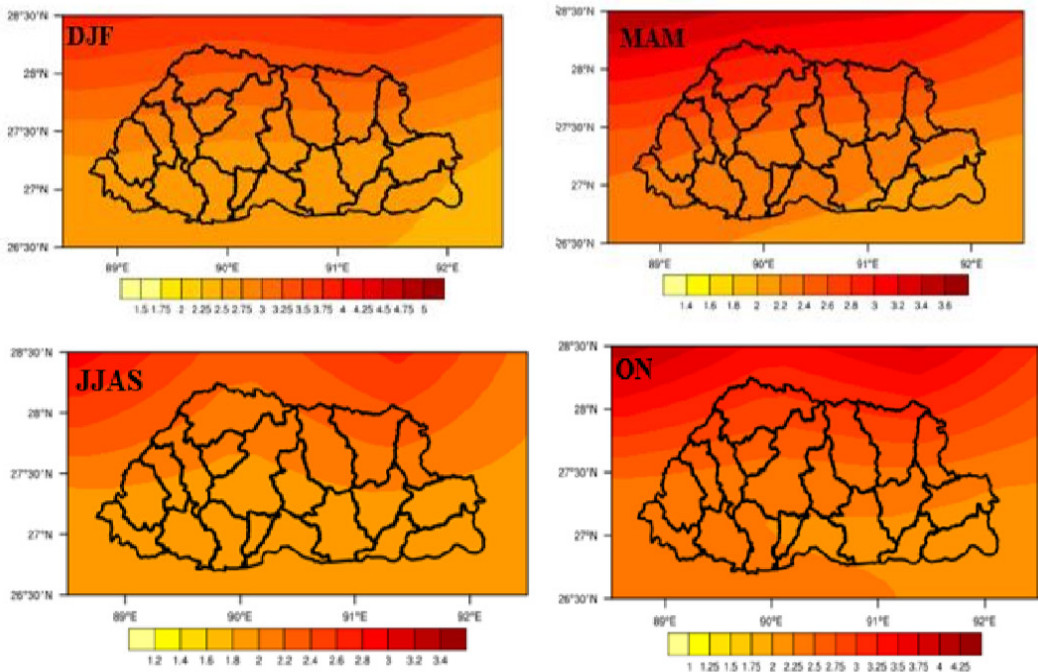 28°30'N
DJF
28°N
27°30'N
27°N
26°30'N
89°E 90°E 91°E 92°E
1.5 1.75 2 2.25 2.5 2.75 3 3.25 3.5 3.75 4 4.25 4.5 4.75 5
28°30'N
MAM
28°N
27°30'N
27°N
26°30'N
89°E 90°E 91°E 92°E
1.4 1.6 1.8 2 2.2 2.4 2.6 2.8 3 3.2 3.4 3.6
28°30'N
JJAS
28°N
27°30'N
27°N
26°30'N
89°E 90°E 91°E 92°E
1.2 1.4 1.6 1.8 2 2.2 2.4 2.6 2.8 3 3.2 3.4
28°30'N
ON
28°N
27°30'N
27°N
26°30'N
89°E 90°E 91°E 92°E
1 1.25 1.5 1.75 2 2.25 2.5 2.75 3 3.25 3.5 3.75 4 4.25